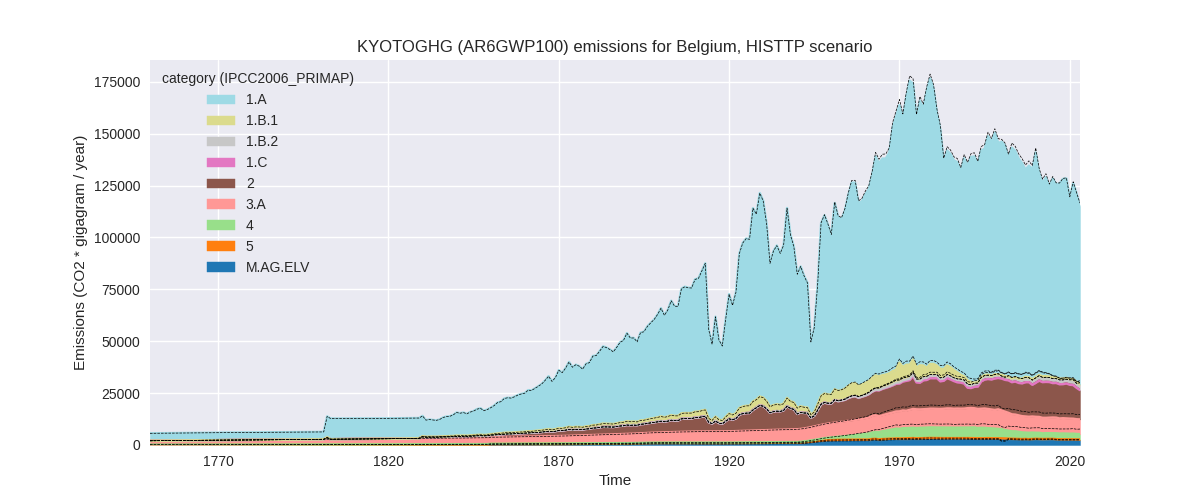 KYOTOGHG (AR6GWP100) emissions for Belgium, HISTTP scenario
category (IPCC2006_PRIMAP)
1.A
1.B.1
1.B.2
1.C
2
3.A
4
5
M.AG.ELV
Emissions (CO2 * gigagram / year)
175000
150000
125000
100000
75000
50000
25000
0
1770
1820
1870
1920
1970
2020
Time